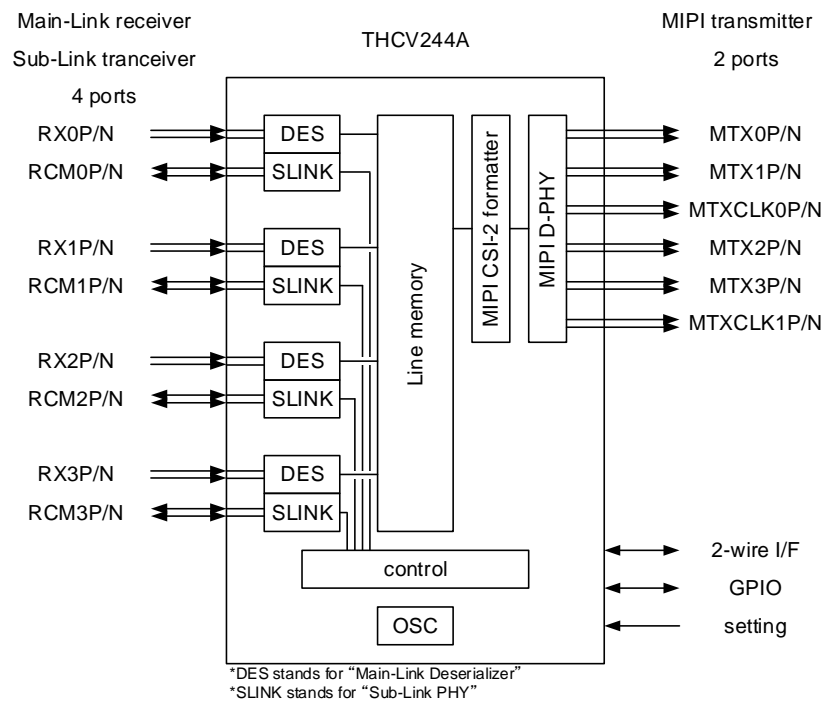 Main-Link receiver
Sub-Link tranceiver
4 ports
THCV244A
MIPI transmitter
2 ports
RX0P/N
RCM0P/N
RX1P/N
RCM1P/N
RX2P/N
RCM2P/N
RX3P/N
RCM3P/N
DES
SLINK
DES
SLINK
DES
SLINK
DES
SLINK
Line memory
MIPI CSI-2 formatter
MIPI D-PHY
MTX0P/N
MTX1P/N
MTXCLK0P/N
MTX2P/N
MTX3P/N
MTXCLK1P/N
control
OSC
2-wire I/F
GPIO
setting
*DES stands for “Main-Link Deserializer”
*SLINK stands for “Sub-Link PHY”